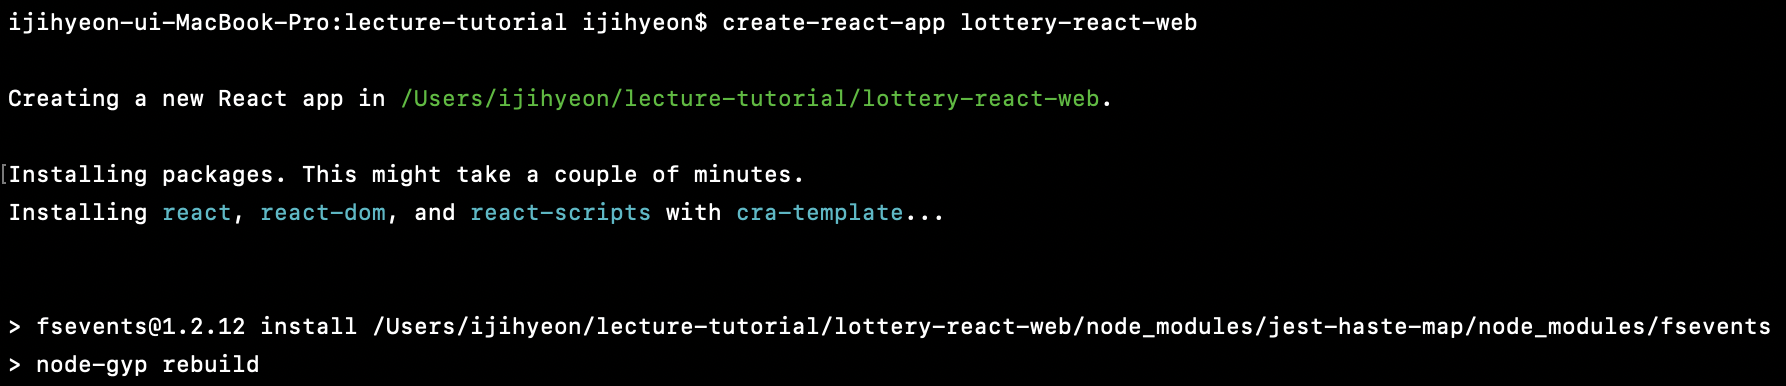 ijihyeon-ui-MacBook-Pro:lecture-tutorial ijihyeon$ create-react-app lottery-react-web
Creating a new React app in /Users/ijihyeon/lecture-tutorial/lottery-react-web.
[Installing packages. This might take a couple of minutes.
Installing react, react-dom, and react-scripts with cra-template...
> fsevents@1.2.12 install /Users/ijihyeon/lecture-tutorial/lottery-react-web/node_modules/jest-haste-map/node_modules/fsevents
> node-gyp rebuild